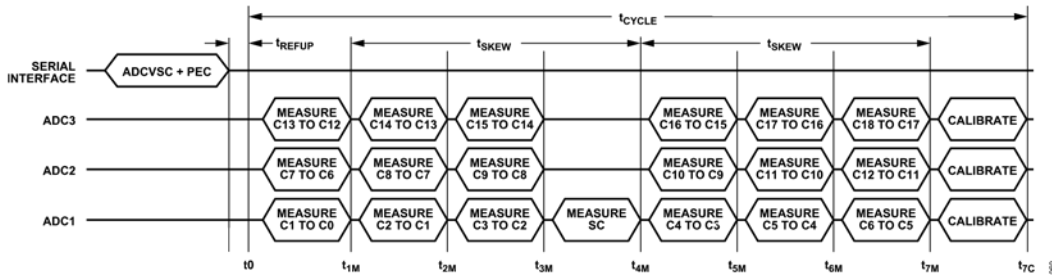 tCYCLE
tREFUP
tSKEW
tSKEW
SERIAL
INTERFACE
ADCVSC + PEC
ADC3
MEASURE
C13 TO C12
MEASURE
C14 TO C13
MEASURE
C15 TO C14
MEASURE
C16 TO C15
MEASURE
C17 TO C16
MEASURE
C18 TO C17
CALIBRATE
ADC2
MEASURE
C7 TO C6
MEASURE
C8 TO C7
MEASURE
C9 TO C8
MEASURE
C10 TO C9
MEASURE
C11 TO C10
MEASURE
C12 TO C11
CALIBRATE
ADC1
MEASURE
C1 TO C0
MEASURE
C2 TO C1
MEASURE
C3 TO C2
MEASURE
SC
MEASURE
C4 TO C3
MEASURE
C5 TO C4
MEASURE
C6 TO C5
CALIBRATE
t0
t1M
t2M
t3M
t4M
t5M
t6M
t7M
t7C